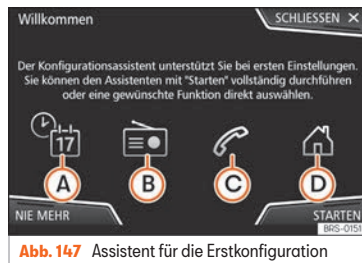 Willkommen
SCHLIESSEN ✕
Der Konfigurationsassistent unterstützt Sie bei ersten Einstellungen.
Sie können den Assistenten mit "Starten" vollständig durchführen
oder eine gewünschte Funktion direkt auswählen.
17
A
B
C
D
NIE MEHR
STARTEN
BRS-0151
Abb. 147 Assistent für die Erstkonfiguration